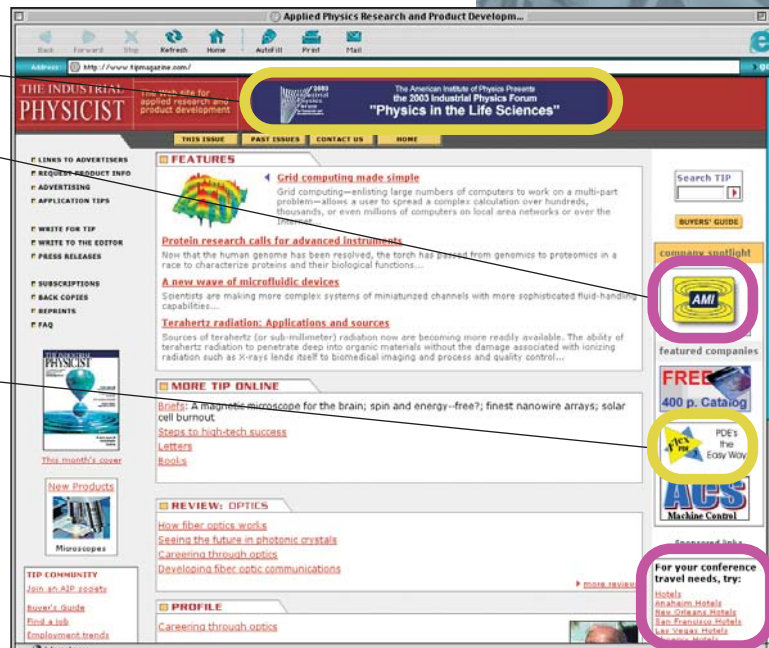 Applied Physics Research and Product Developm...
Back Forward Stop Refresh Home AutoFill Print Mail
Address: http://www.tipmagazine.com/
THE INDUSTRIAL
PHYSICIST
The Web site for
applied research and
product development
2003
Industrial
Physics
Forum
The American Institute of Physics Presents
the 2003 Industrial Physics Forum
"Physics in the Life Sciences"
THIS ISSUE PAST ISSUES CONTACT US HOME
LINKS TO ADVERTISERS
REQUEST PRODUCT INFO
ADVERTISING
APPLICATION TIPS
WRITE FOR TIP
WRITE TO THE EDITOR
PRESS RELEASES
SUBSCRIPTIONS
BACK COPIES
REPRINTS
FAQ
THE INDUSTRIAL
PHYSICIST
This month's cover
New Products
Microscopes
TIP COMMUNITY
Join an AIP society
Buyer's Guide
Find a job
Employment trends
FEATURES
Grid computing made simple
Grid computing—enlisting large numbers of computers to work on a multi-part
problem—allows a user to spread a complex calculation over hundreds,
thousands, or even millions of computers on local area networks or over the
Internet.
Protein research calls for advanced instruments
Now that the human genome has been resolved, the torch has passed from genomics to proteomics in a
race to characterize proteins and their biological functions...
A new wave of microfluidic devices
Scientists are making more complex systems of miniaturized channels with more sophisticated fluid-handling
capabilities...
Terahertz radiation: Applications and sources
Sources of terahertz (or sub-millimeter) radiation now are becoming more readily available. The ability of
terahertz radiation to penetrate deep into organic materials without the damage associated with ionizing
radiation such as X-rays lends itself to biomedical imaging and process and quality control...
MORE TIP ONLINE
Briefs: A magnetic microscope for the brain; spin and energy--free?; finest nanowire arrays; solar
cell burnout
Steps to high-tech success
Letters
Books
REVIEW: OPTICS
How fiber optics works
Seeing the future in photonic crystals
Careering through optics
Developing fiber optic communications
more reviews
PROFILE
Careering through optics
Search TIP
BUYERS' GUIDE
company spotlight
AMI
featured companies
FREE
400 p. Catalog
Flex
PDE
PDE's
the
Easy Way
ACS
Machine Control
Sponsored links
For your conference
travel needs, try:
Hotels
Anaheim Hotels
New Orleans Hotels
San Francisco Hotels
Las Vegas Hotels
Phoenix Hotels